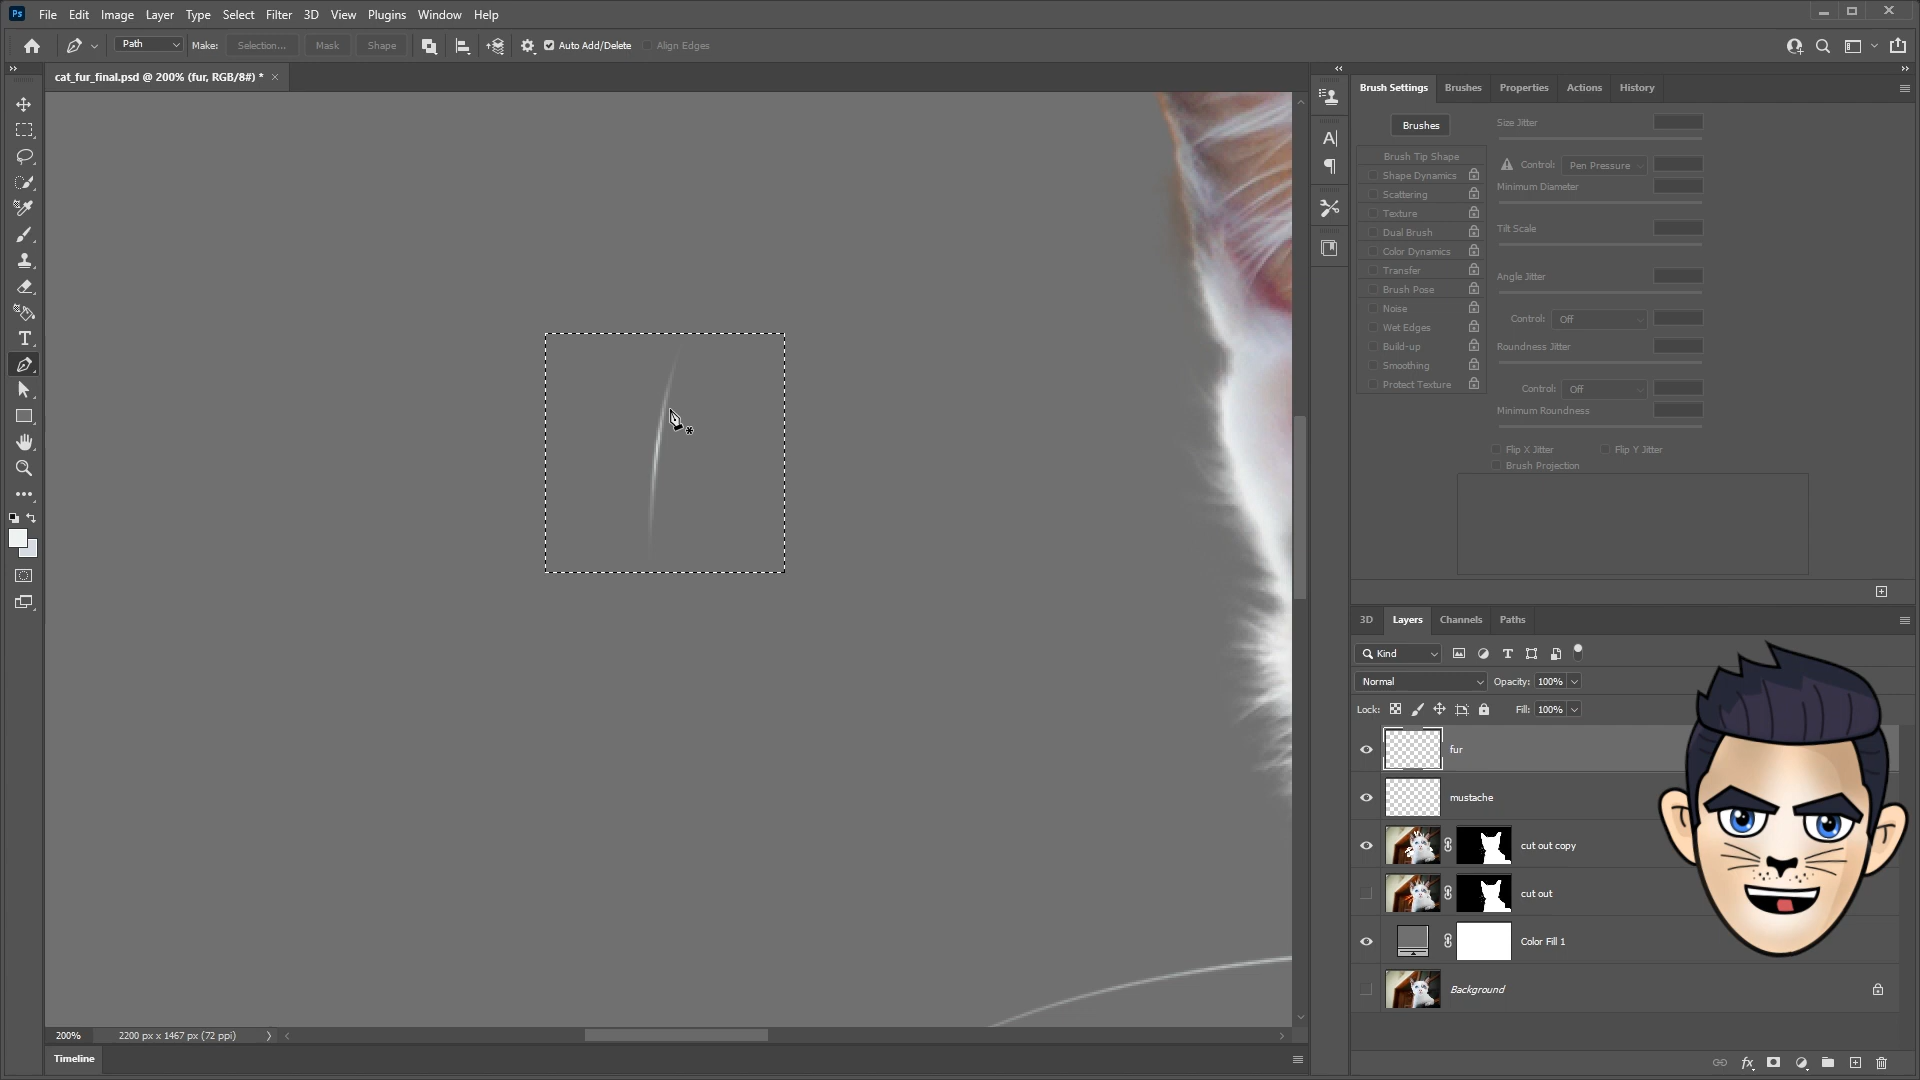 Ps File Edit Image Layer Type Select Filter 3D View Plugins Window Help
Path Make: Selection... Mask Shape Auto Add/Delete Align Edges
cat_fur_final.psd @ 200% (fur, RGB/8#) *
Brush Settings Brushes Properties Actions History
Brushes
Brush Tip Shape
Shape Dynamics
Scattering
Texture
Dual Brush
Color Dynamics
Transfer
Brush Pose
Noise
Wet Edges
Build-up
Smoothing
Protect Texture
Size Jitter
Control: Pen Pressure
Minimum Diameter
Tilt Scale
Angle Jitter
Control: Off
Roundness Jitter
Control: Off
Minimum Roundness
Flip X Jitter Flip Y Jitter
Brush Projection
3D Layers Channels Paths
Kind
Normal Opacity: 100%
Lock: Fill: 100%
fur
mustache
cut out copy
cut out
Color Fill 1
Background
fx
200% 2200 px x 1467 px (72 ppi)
Timeline